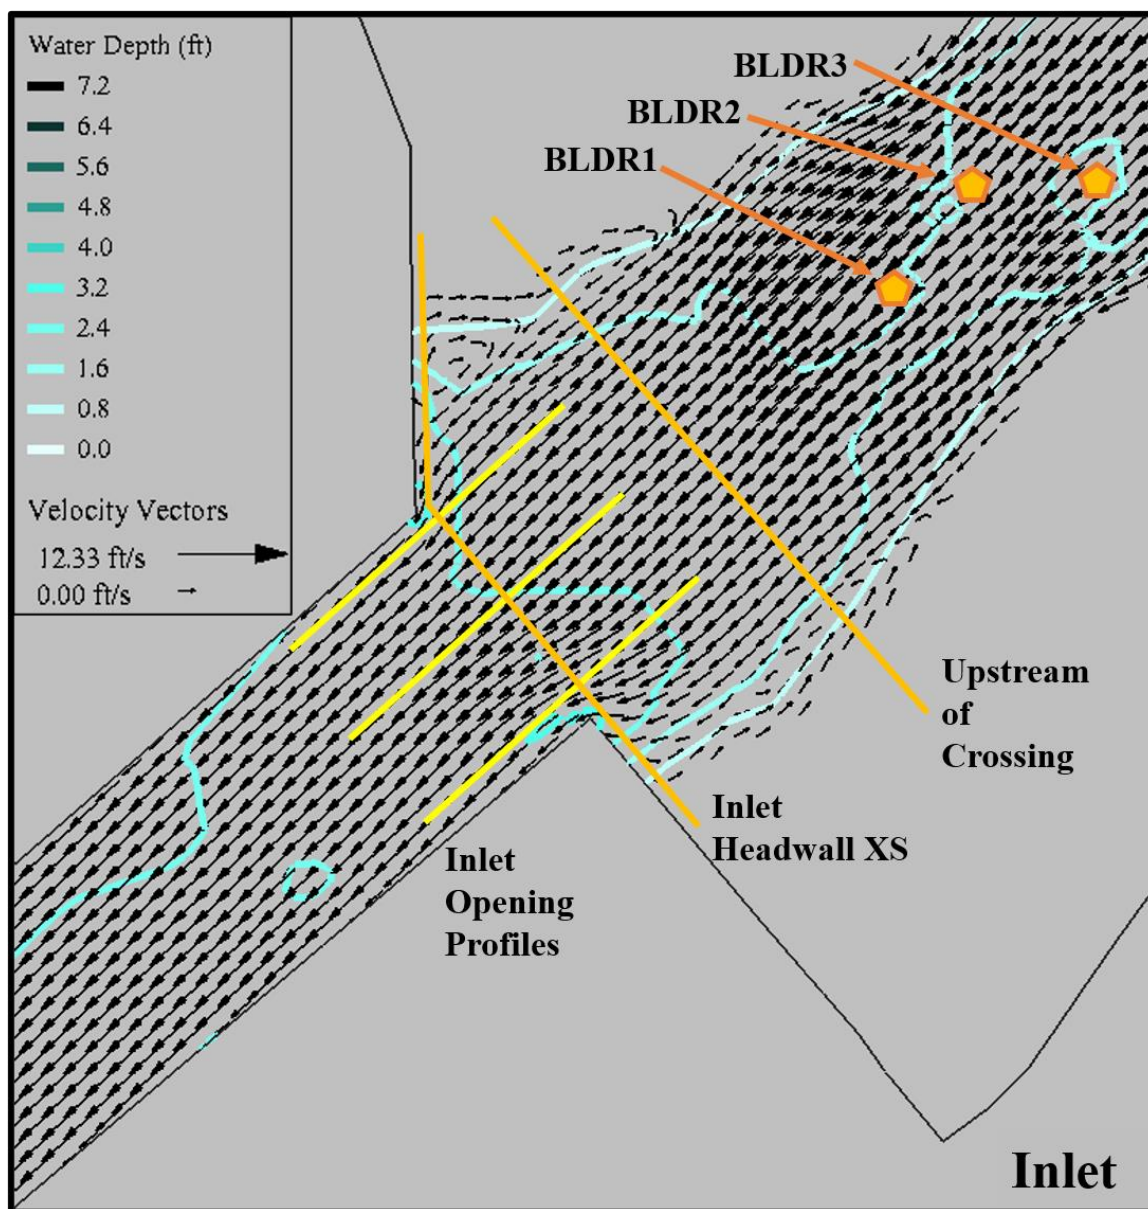 Water Depth (ft)
7.2
6.4
5.6
4.8
4.0
3.2
2.4
1.6
0.8
0.0
Velocity Vectors
12.33 ft/s
0.00 ft/s
BLDR3
BLDR2
BLDR1
Upstream
of
Crossing
Inlet
Headwall XS
Inlet
Opening
Profiles
Inlet